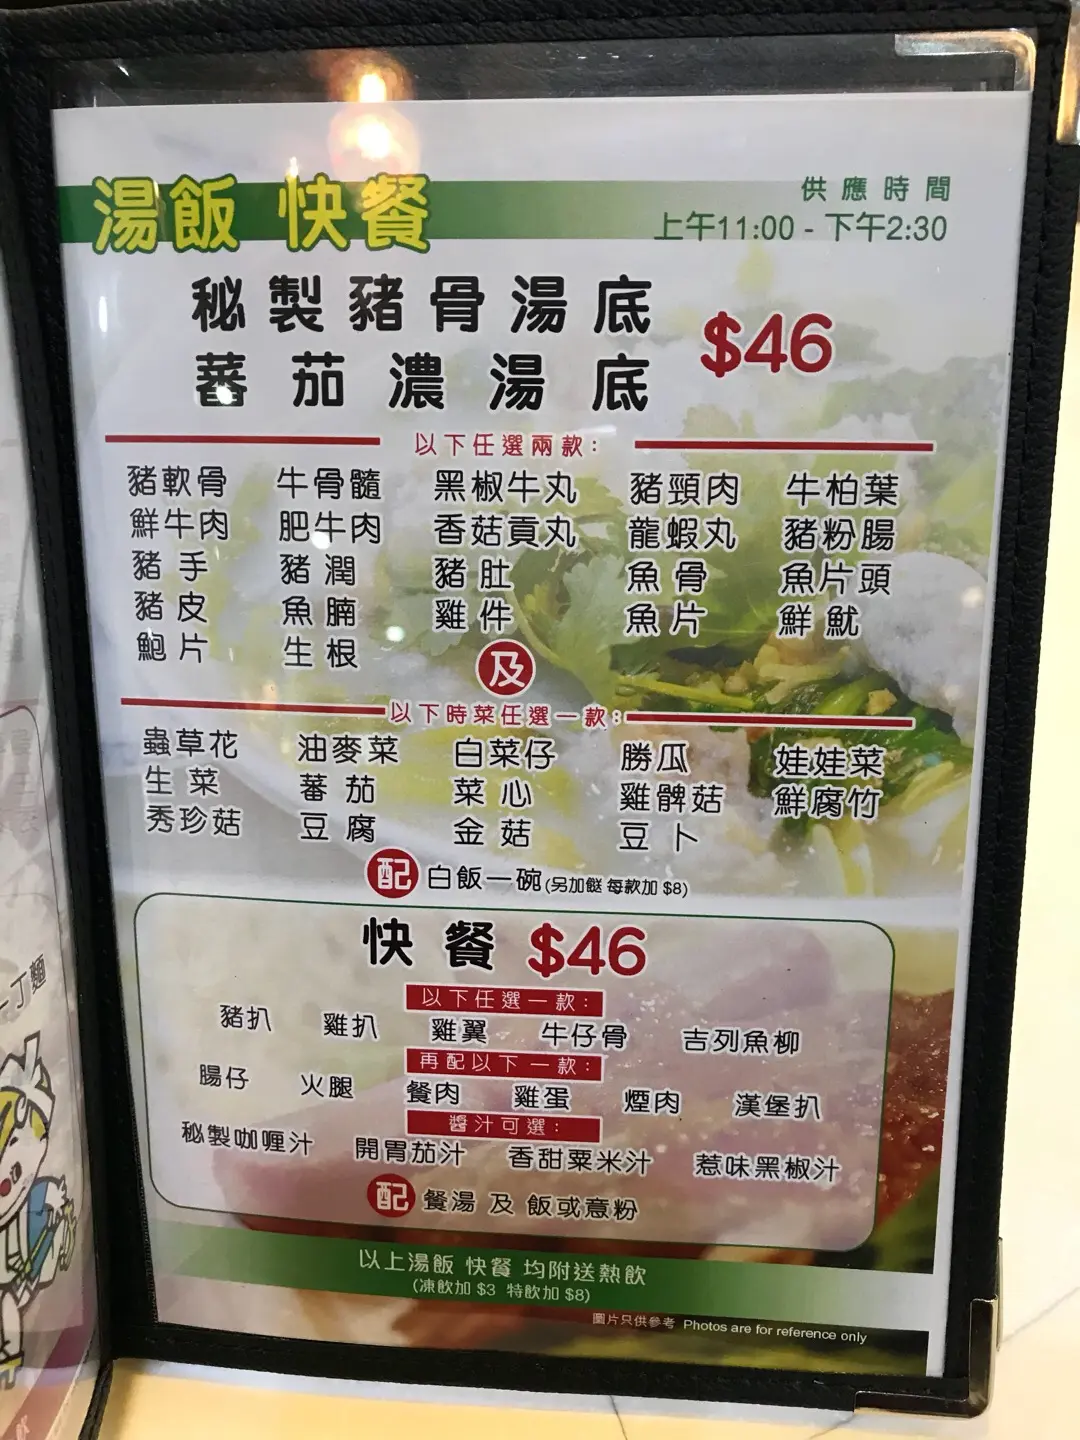 湯飯 快餐
供應時間
上午11:00 - 下午2:30
秘製豬骨湯底
蕃茄濃湯底
$46
以下任選兩款:
豬軟骨 牛骨髓 黑椒牛丸 豬頸肉 牛柏葉
鮮牛肉 肥牛肉 香菇貢丸 龍蝦丸 豬粉腸
豬手 豬潤 豬肚 魚骨 魚片頭
豬皮 魚腩 雞件 魚片 鮮魷
鮑片 生根
及
以下時菜任選一款:
蟲草花 油麥菜 白菜仔 勝瓜 娃娃菜
生菜 蕃茄 菜心 雞髀菇 鮮腐竹
秀珍菇 豆腐 金菇 豆卜
配 白飯一碗(另加餸 每款加 $8)
快餐 $46
以下任選一款:
豬扒 雞扒 雞翼 牛仔骨 吉列魚柳
再配以下一款:
腸仔 火腿 餐肉 雞蛋 煙肉 漢堡扒
醬汁可選:
秘製咖喱汁 開胃茄汁 香甜粟米汁 惹味黑椒汁
配 餐湯 及 飯或意粉
以上湯飯 快餐 均附送熱飲
(凍飲加 $3 特飲加 $8)
圖片只供參考 Photos are for reference only
丁麵